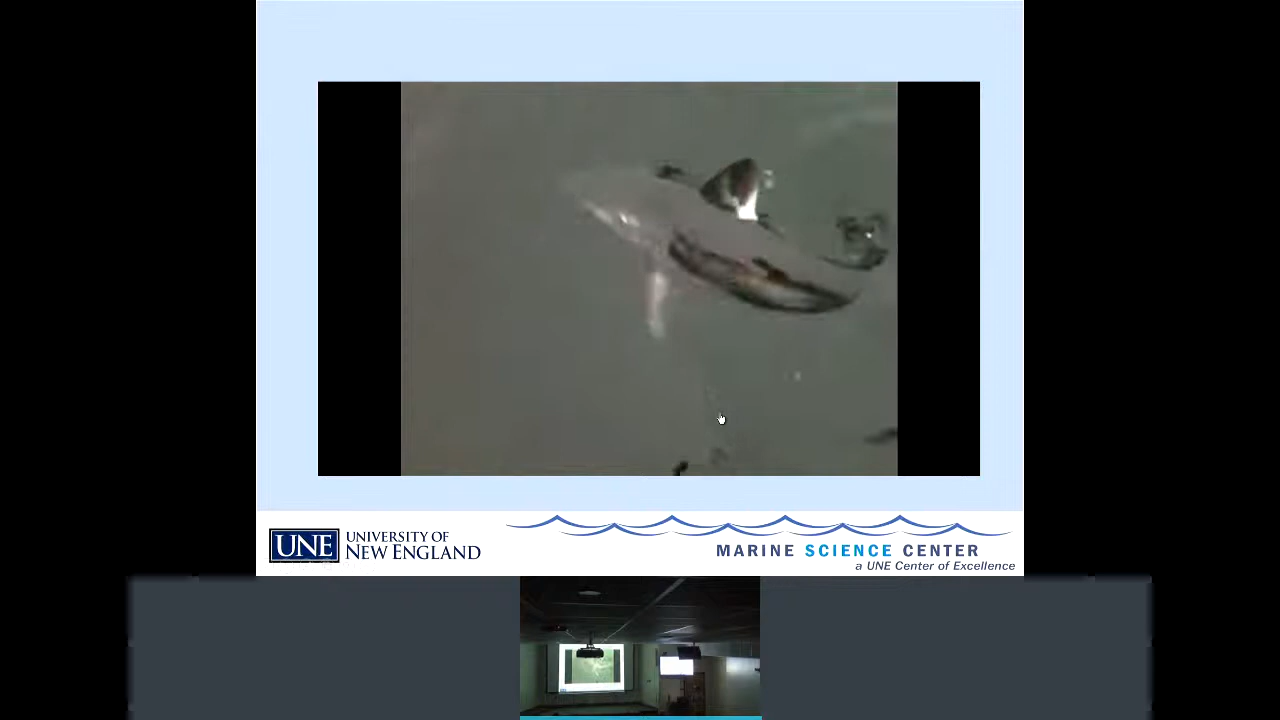 UNE UNIVERSITY OF
NEW ENGLAND
MARINE SCIENCE CENTER
a UNE Center of Excellence